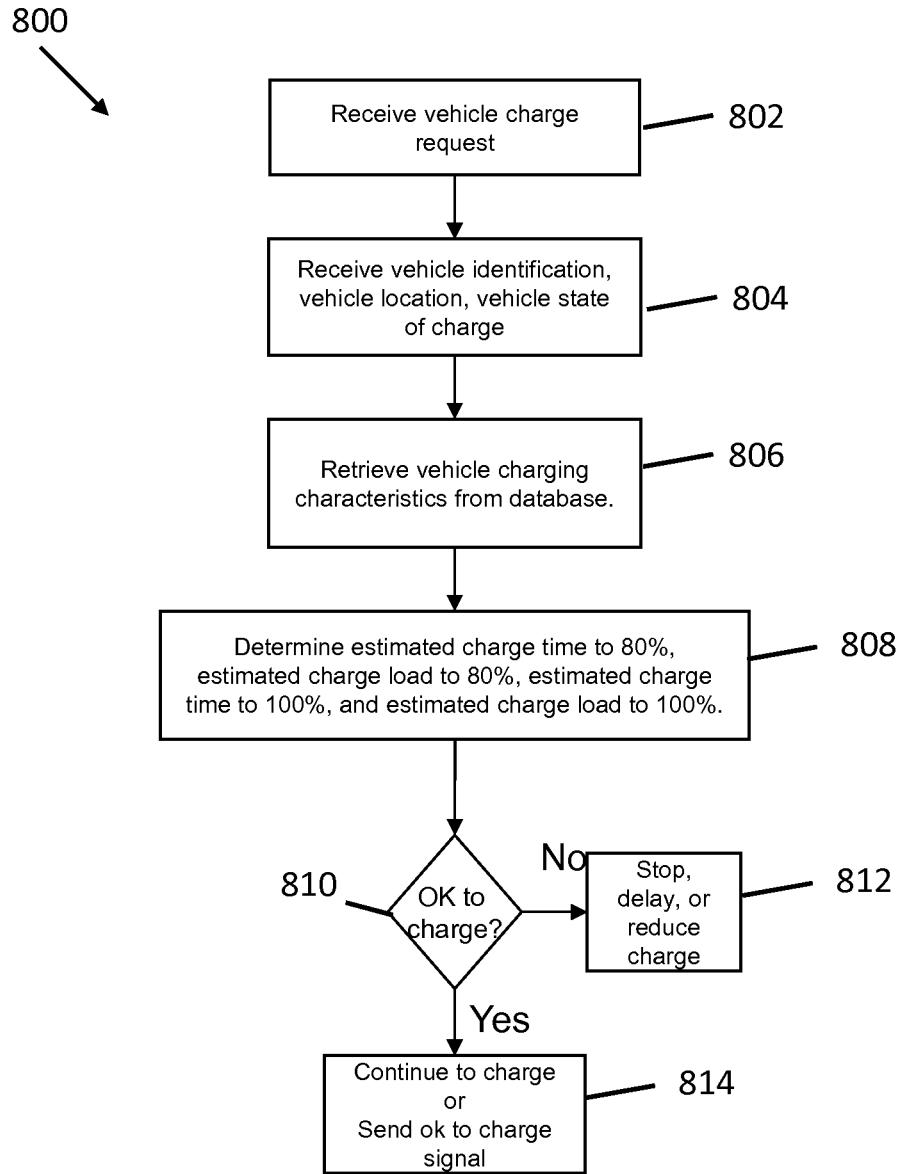 800
Receive vehicle charge
request
802
Receive vehicle identification,
vehicle location, vehicle state
of charge
804
Retrieve vehicle charging
characteristics from database.
806
Determine estimated charge time to 80%,
estimated charge load to 80%, estimated charge
time to 100%, and estimated charge load to 100%.
808
810
OK to
charge?
No
Stop,
delay, or
reduce
charge
812
Yes
Continue to charge
or
Send ok to charge
signal
814